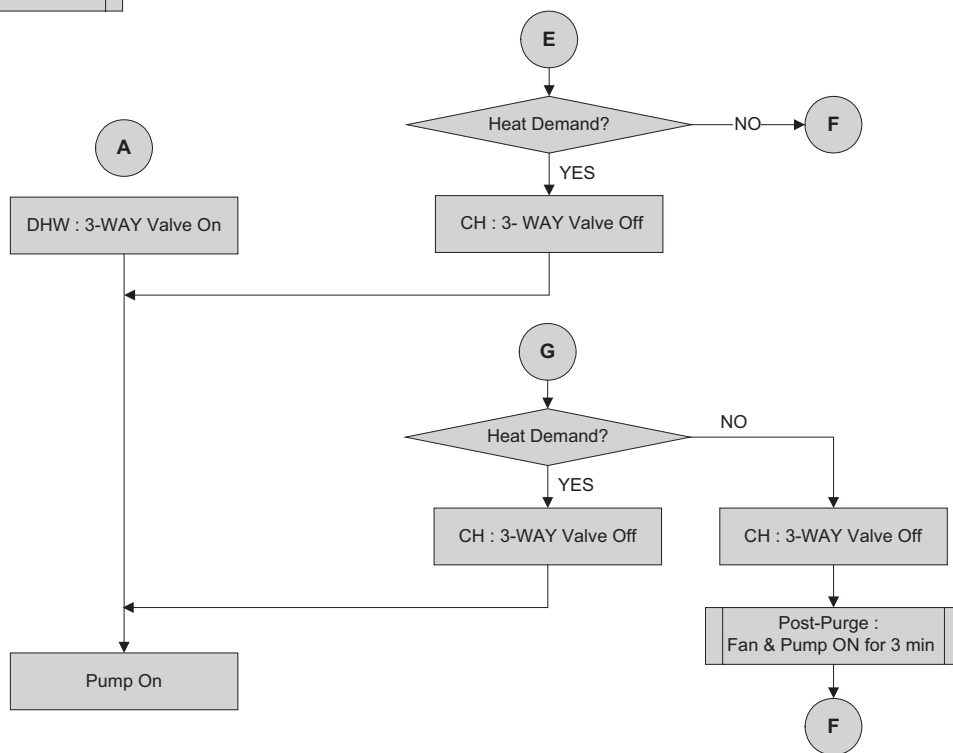 E
Heat Demand?
NO
F
A
YES
DHW : 3-WAY Valve On
CH : 3- WAY Valve Off
G
Heat Demand?
NO
YES
CH : 3-WAY Valve Off
CH : 3-WAY Valve Off
Post-Purge :
Fan & Pump ON for 3 min
Pump On
F